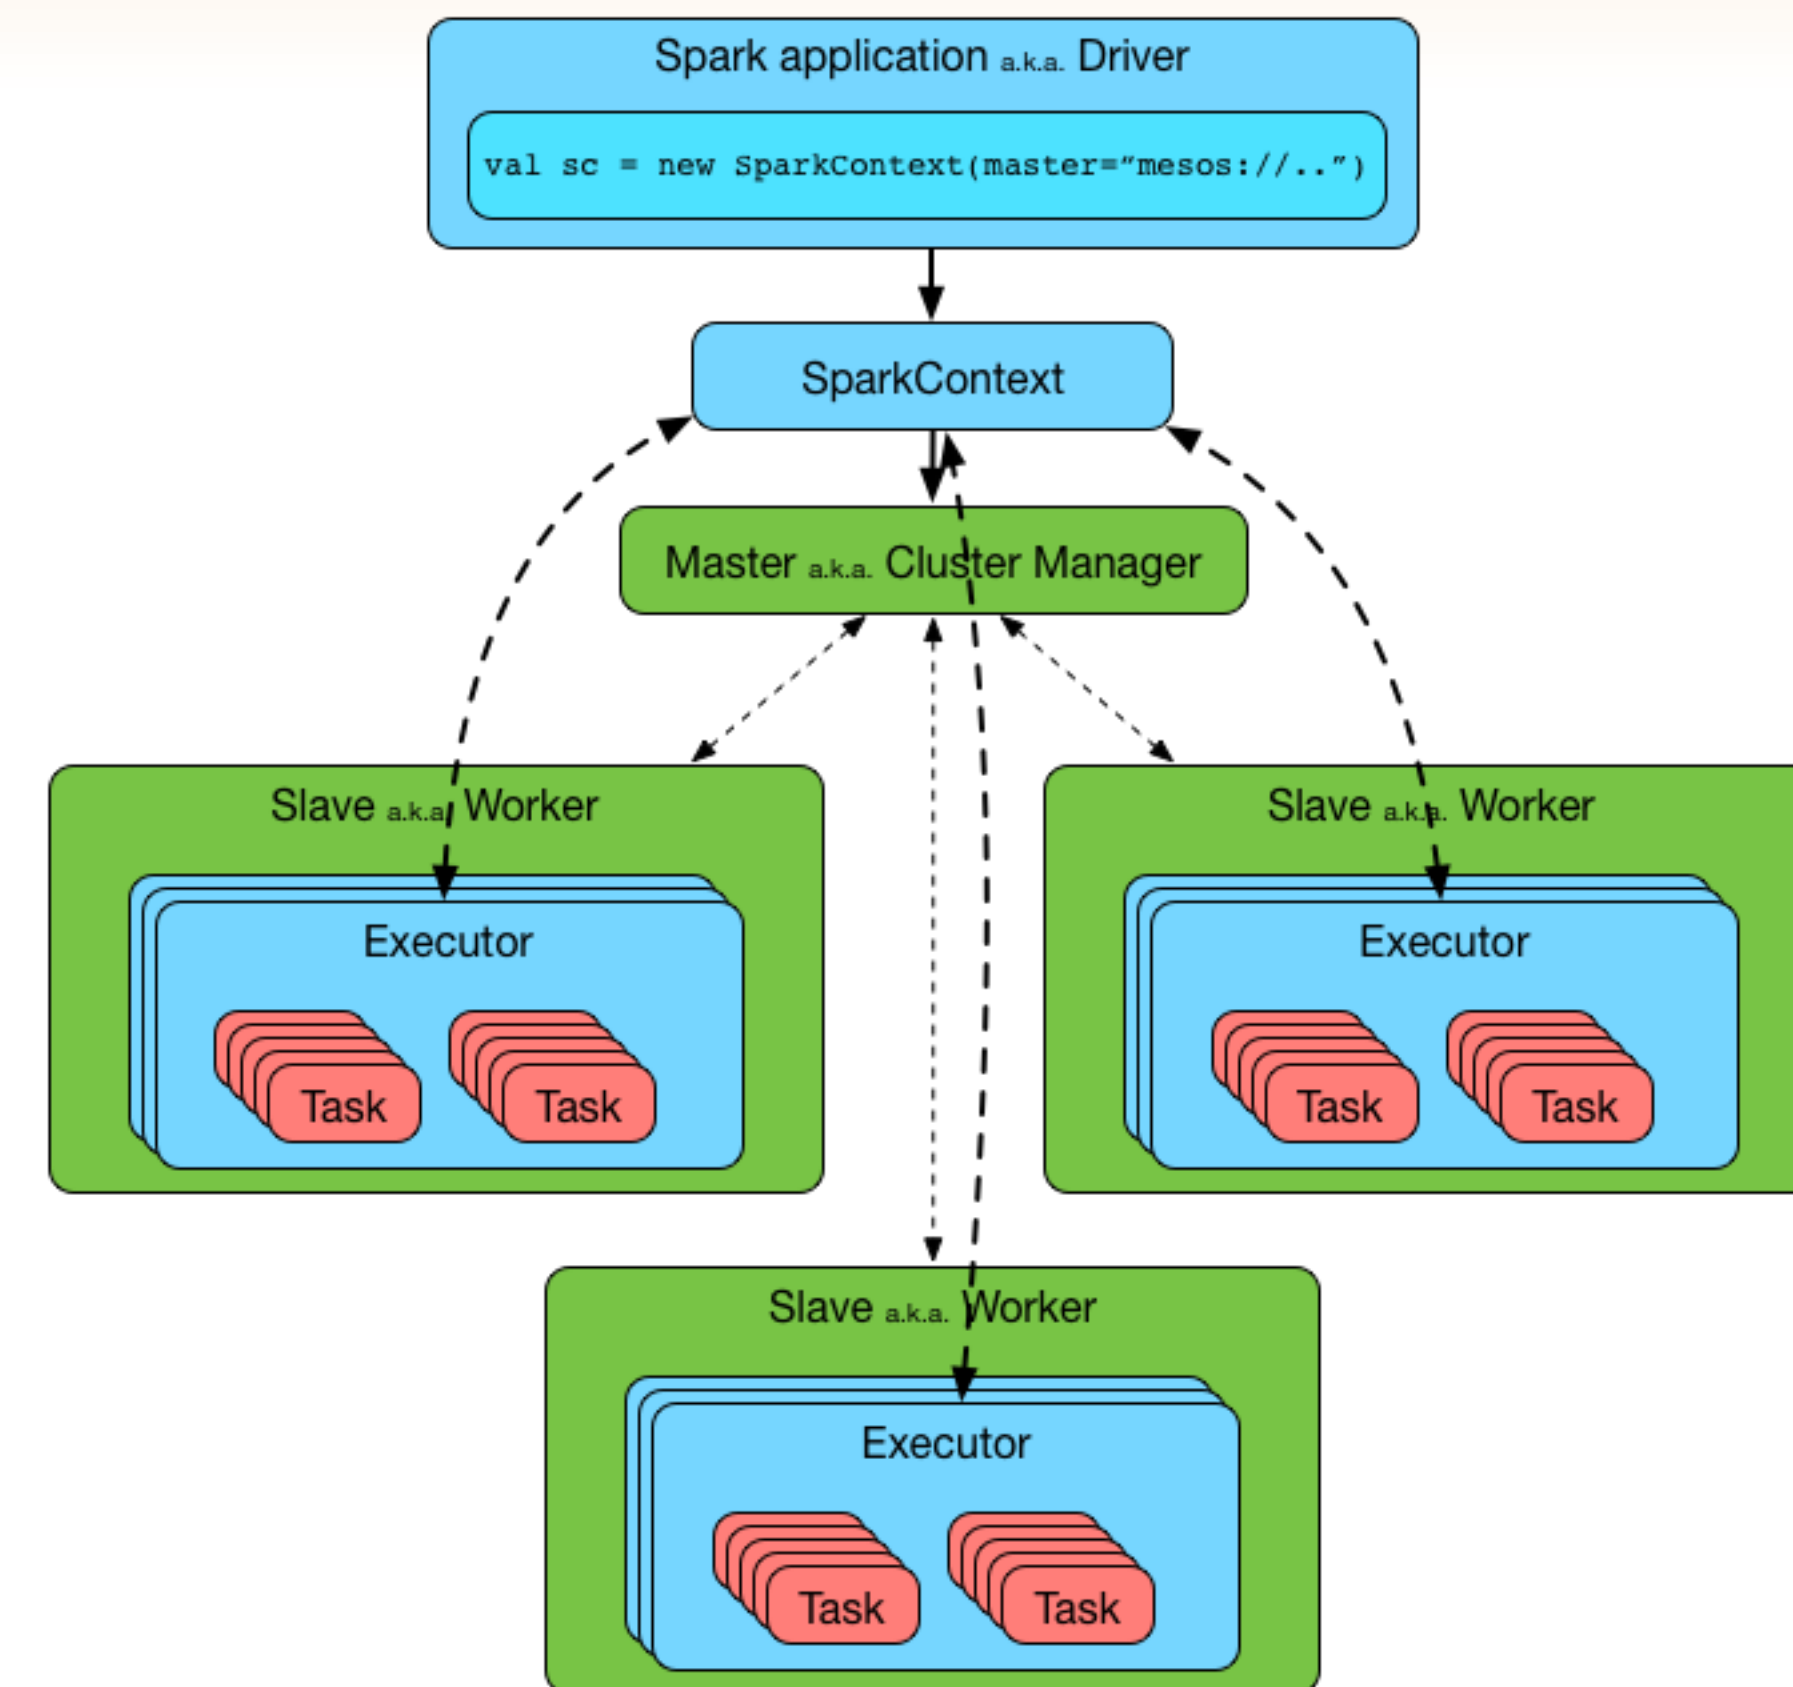 Spark application a.k.a. Driver
val sc = new SparkContext(master=“mesos://..”)
SparkContext
Master a.k.a. Cluster Manager
Slave a.k.a. Worker
Executor
Task Task
Slave a.k.a. Worker
Executor
Task Task
Slave a.k.a. Worker
Executor
Task Task